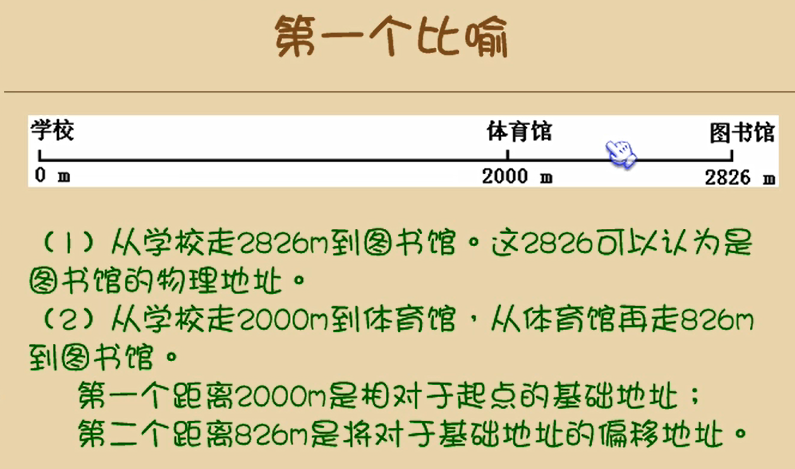 第一个比喻
学校 体育馆 图书馆
0 m 2000 m 2826 m
（1）从学校走2826m到图书馆。这2826可以认为是
图书馆的物理地址。
（2）从学校走2000m到体育馆，从体育馆再走826m
到图书馆。
第一个距离2000m是相对于起点的基础地址；
第二个距离826m是将对于基础地址的偏移地址。